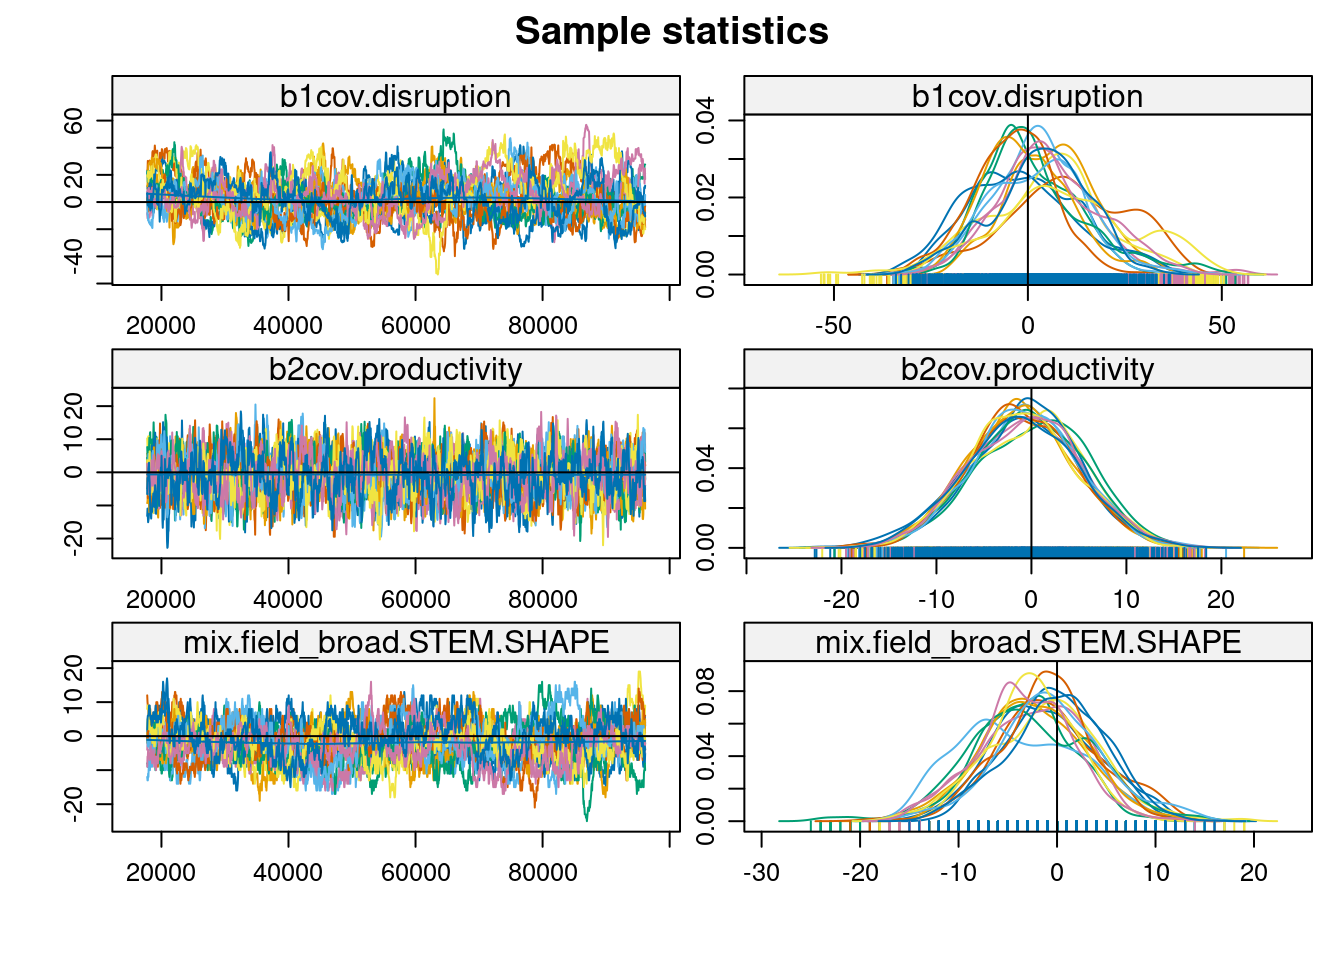 Sample statistics
b1cov.disruption
b1cov.disruption
-40 0 20 60
0.00 0.02 0.04
20000 40000 60000 80000
-50 0 50
b2cov.productivity
b2cov.productivity
-20 0 10 20
0.00 0.04
20000 40000 60000 80000
-20 -10 0 10 20
mix.field_broad.STEM.SHAPE
mix.field_broad.STEM.SHAPE
-20 0 10 20
0.00 0.04 0.08
20000 40000 60000 80000
-30 -20 -10 0 10 20